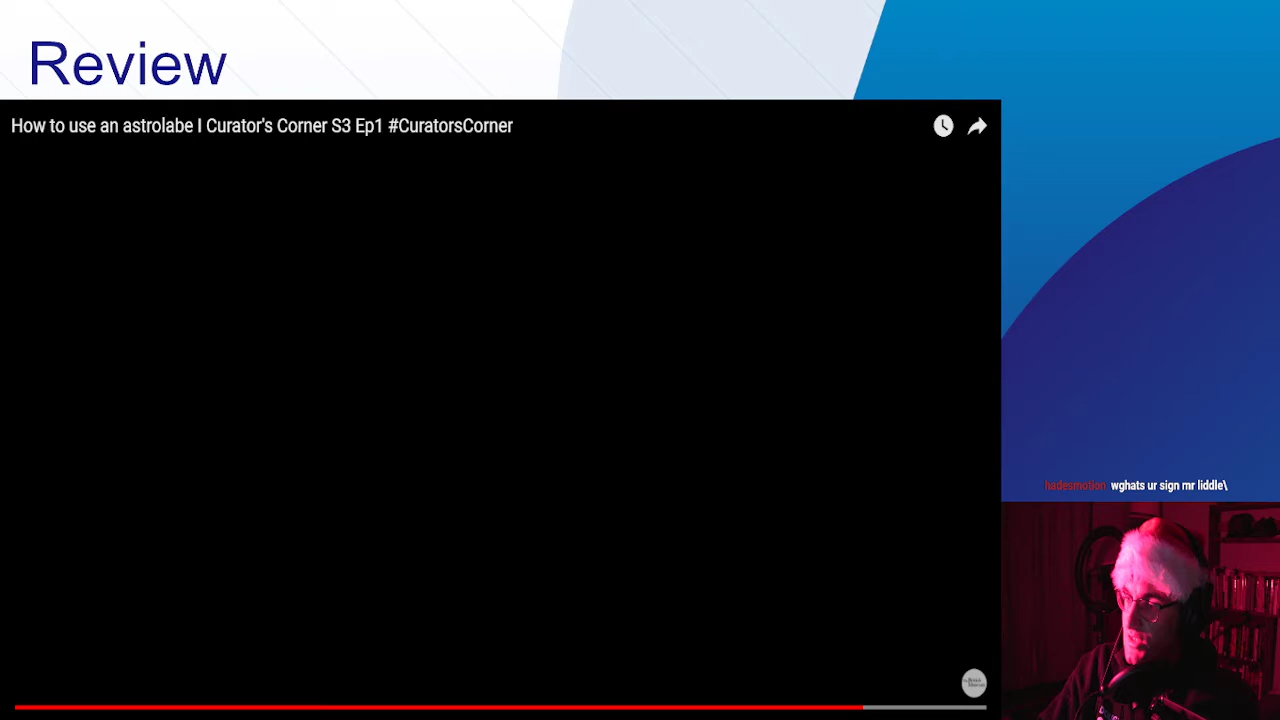 Review
How to use an astrolabe I Curator's Corner S3 Ep1 #CuratorsCorner
hadesmotion wghats ur sign mr liddle\